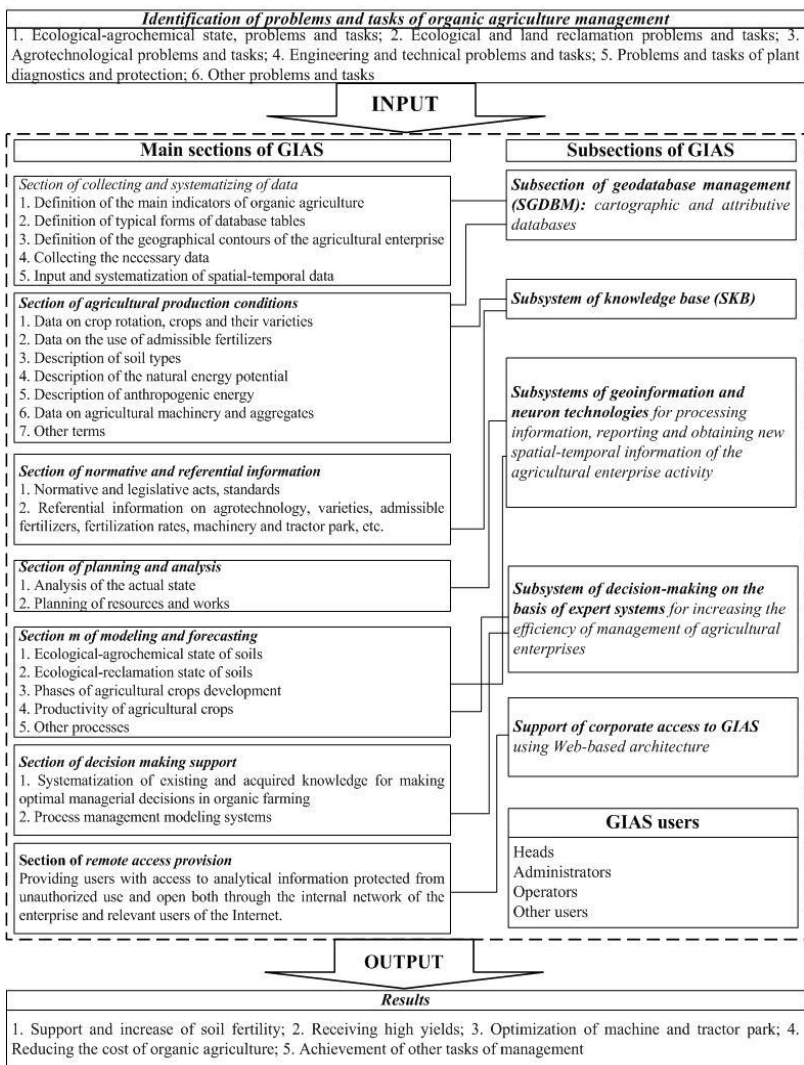 Identification of problems and tasks of organic agriculture management
1. Ecological-agrochemical state, problems and tasks; 2. Ecological and land reclamation problems and tasks; 3.
Agrotechnological problems and tasks; 4. Engineering and technical problems and tasks; 5. Problems and tasks of plant
diagnostics and protection; 6. Other problems and tasks
INPUT
Main sections of GIAS
Section of collecting and systematizing of data
1. Definition of the main indicators of organic agriculture
2. Definition of typical forms of database tables
3. Definition of the geographical contours of the agricultural enterprise
4. Collecting the necessary data
5. Input and systematization of spatial-temporal data
Section of agricultural production conditions
1. Data on crop rotation, crops and their varieties
2. Data on the use of admissible fertilizers
3. Description of soil types
4. Description of the natural energy potential
5. Description of anthropogenic energy
6. Data on agricultural machinery and aggregates
7. Other terms
Section of normative and referential information
1. Normative and legislative acts, standards
2. Referential information on agrotechnology, varieties, admissible
fertilizers, fertilization rates, machinery and tractor park, etc.
Section of planning and analysis
1. Analysis of the actual state
2. Planning of resources and works
Section m of modeling and forecasting
1. Ecological-agrochemical state of soils
2. Ecological-reclamation state of soils
3. Phases of agricultural crops development
4. Productivity of agricultural crops
5. Other processes
Section of decision making support
1. Systematization of existing and acquired knowledge for making
optimal managerial decisions in organic farming
2. Process management modeling systems
Section of remote access provision
Providing users with access to analytical information protected from
unauthorized use and open both through the internal network of the
enterprise and relevant users of the Internet.
Subsections of GIAS
Subsection of geodatabase management
(SGDBM): cartographic and attributive
databases
Subsystem of knowledge base (SKB)
Subsystems of geoinformation and
neuron technologies for processing
information, reporting and obtaining new
spatial-temporal information of the
agricultural enterprise activity
Subsystem of decision-making on the
basis of expert systems for increasing the
efficiency of management of agricultural
enterprises
Support of corporate access to GIAS
using Web-based architecture
GIAS users
Heads
Administrators
Operators
Other users
OUTPUT
Results
1. Support and increase of soil fertility; 2. Receiving high yields; 3. Optimization of machine and tractor park; 4.
Reducing the cost of organic agriculture; 5. Achievement of other tasks of management